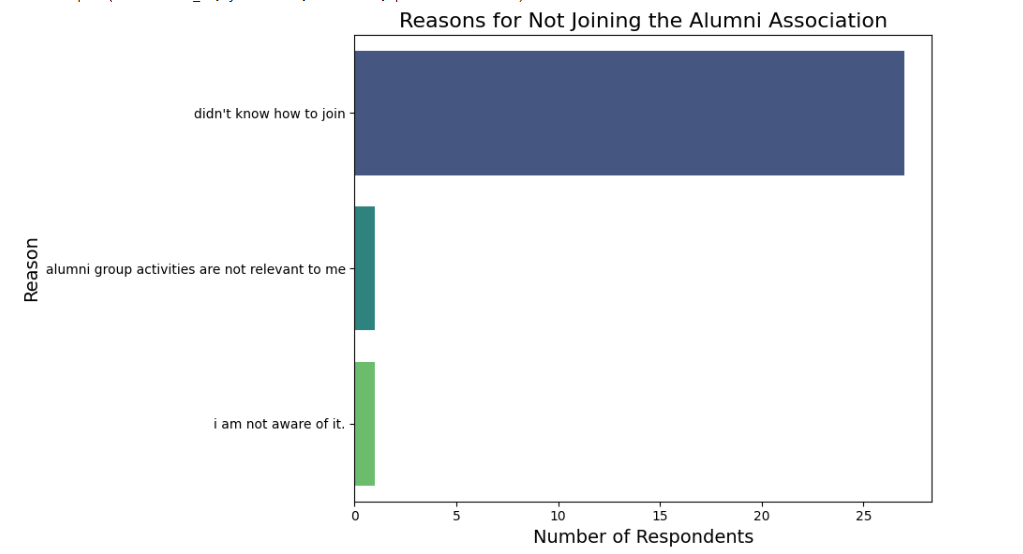 Reasons for Not Joining the Alumni Association
didn't know how to join
alumni group activities are not relevant to me
i am not aware of it.
Reason
0 5 10 15 20 25
Number of Respondents